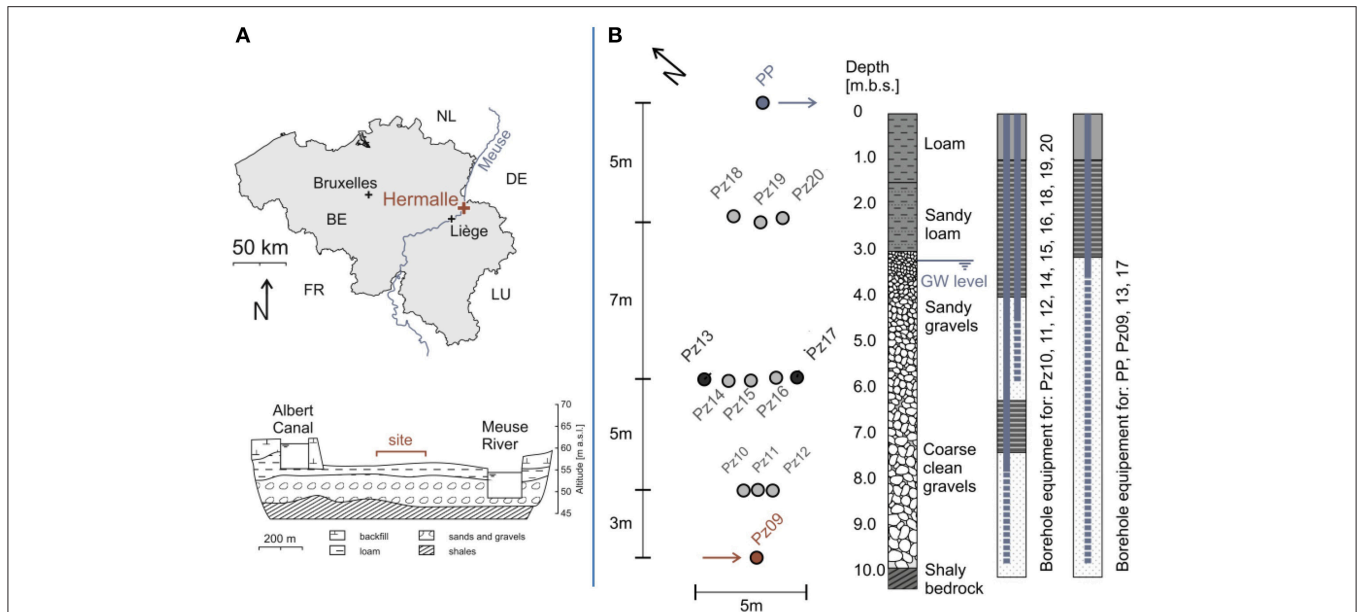 A
NL
Meuse
Bruxelles
DE
Hermalle
BE
Liège
50 km
FR
LU
N
Albert
Canal
site
Meuse
River
70
65
60
55
50
45
Altitude [m a.s.l.]
200 m
backfill
sands and gravels
loam
shales
B
N
PP
5m
Pz18
Pz19
Pz20
7m
Pz13
Pz17
Pz14
Pz15
Pz16
5m
Pz10
Pz11
Pz12
3m
Pz09
5m
Depth
[m.b.s.]
0
1.0
2.0
3.0
4.0
5.0
6.0
7.0
8.0
9.0
10.0
Loam
Sandy
loam
GW level
Sandy
gravels
Coarse
clean
gravels
Shaly
bedrock
Borehole equipment for: Pz10, 11, 12, 14, 15, 16, 18, 19, 20
Borehole equipement for: PP, Pz09, 13, 17